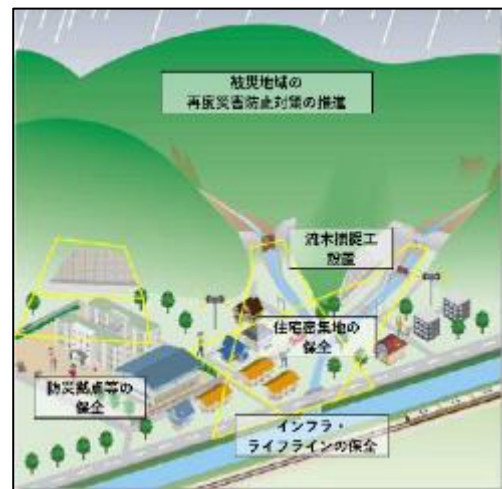 被災地域の
再度災害防止対策の推進
流木捕捉工
設置
住宅密集地の
保全
防災拠点等の
保全
インフラ・
ライフラインの保全